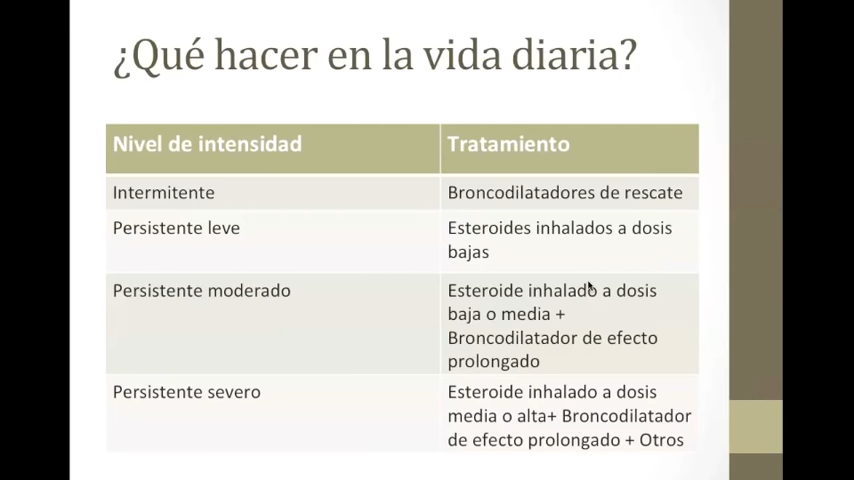 ¿Qué hacer en la vida diaria?
Nivel de intensidad
Tratamiento
Intermitente
Broncodilatadores de rescate
Persistente leve
Esteroides inhalados a dosis
bajas
Persistente moderado
Esteroide inhalado a dosis
baja o media +
Broncodilatador de efecto
prolongado
Persistente severo
Esteroide inhalado a dosis
media o alta+ Broncodilatador
de efecto prolongado + Otros